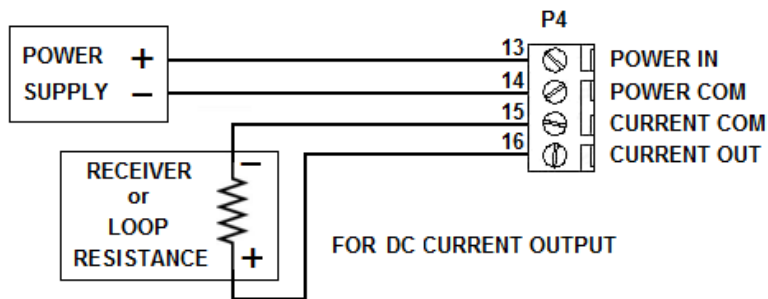 P4
POWER +
SUPPLY −
13 POWER IN
14 POWER COM
15 CURRENT COM
16 CURRENT OUT
−
RECEIVER
or
LOOP
RESISTANCE +
FOR DC CURRENT OUTPUT